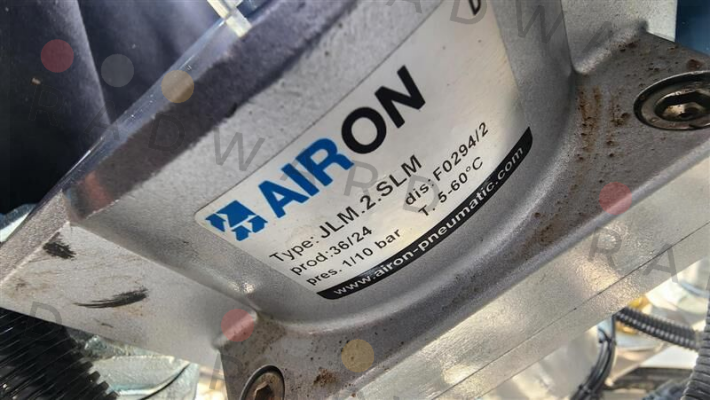 AIRON
Type: JLM.2.SLM
prod:36/24 dis:F0294/2
pres. 1/10 bar T. 5-60°C
www.airon-pneumatic.com